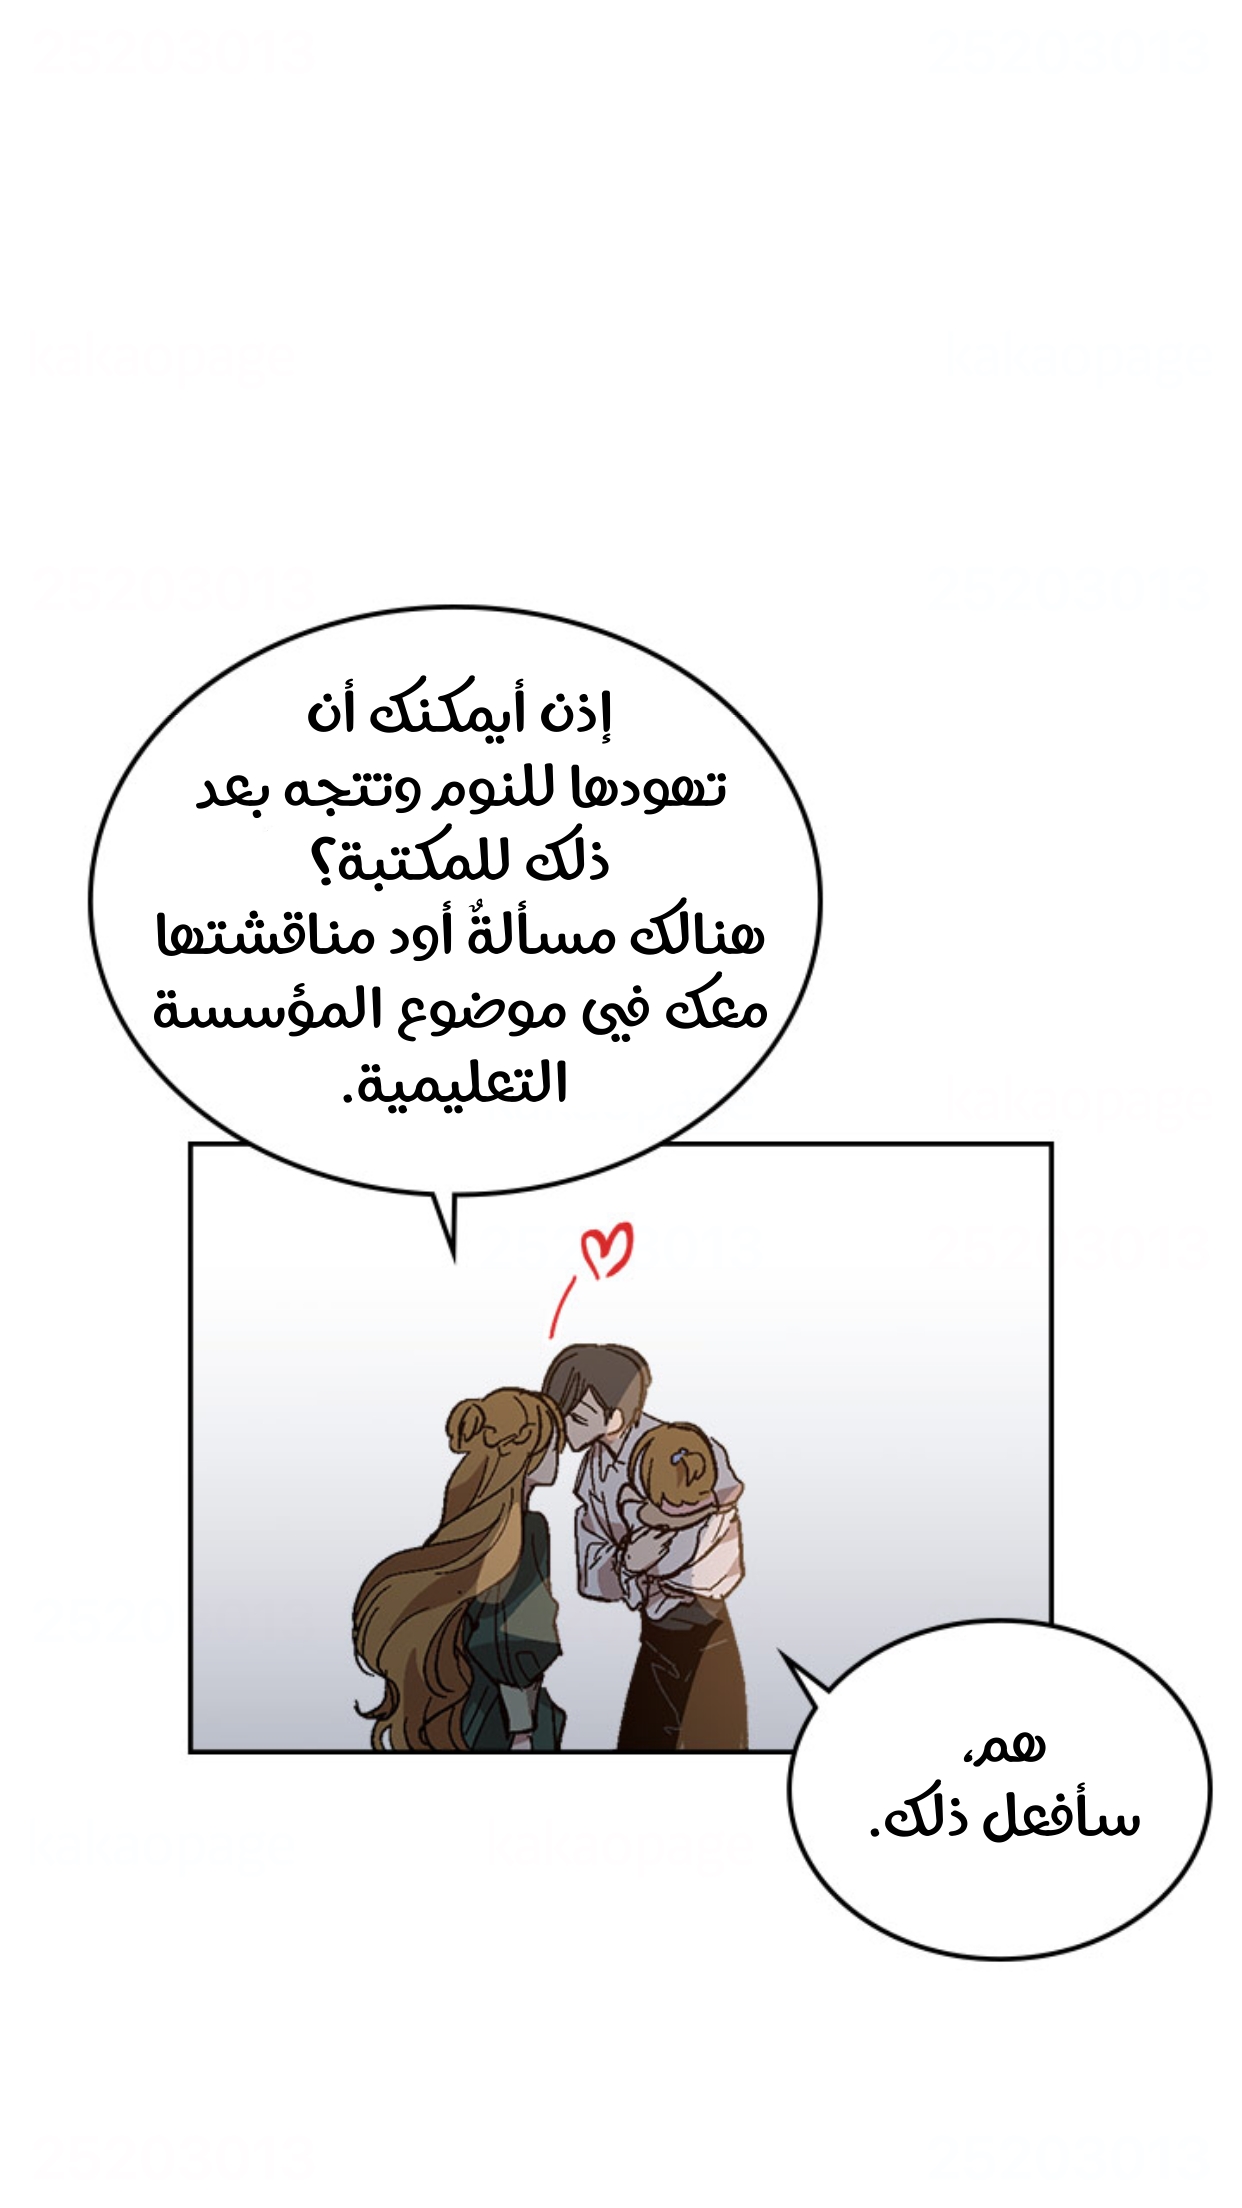 إذن أيمكنك أن
تهودها للنوم وتتجه بعد
ذلك للمكتبة؟
هنالك مسألةٌ أود مناقشتها
معك في موضوع المؤسسة
التعليمية.
هم،
سأفعل ذلك.